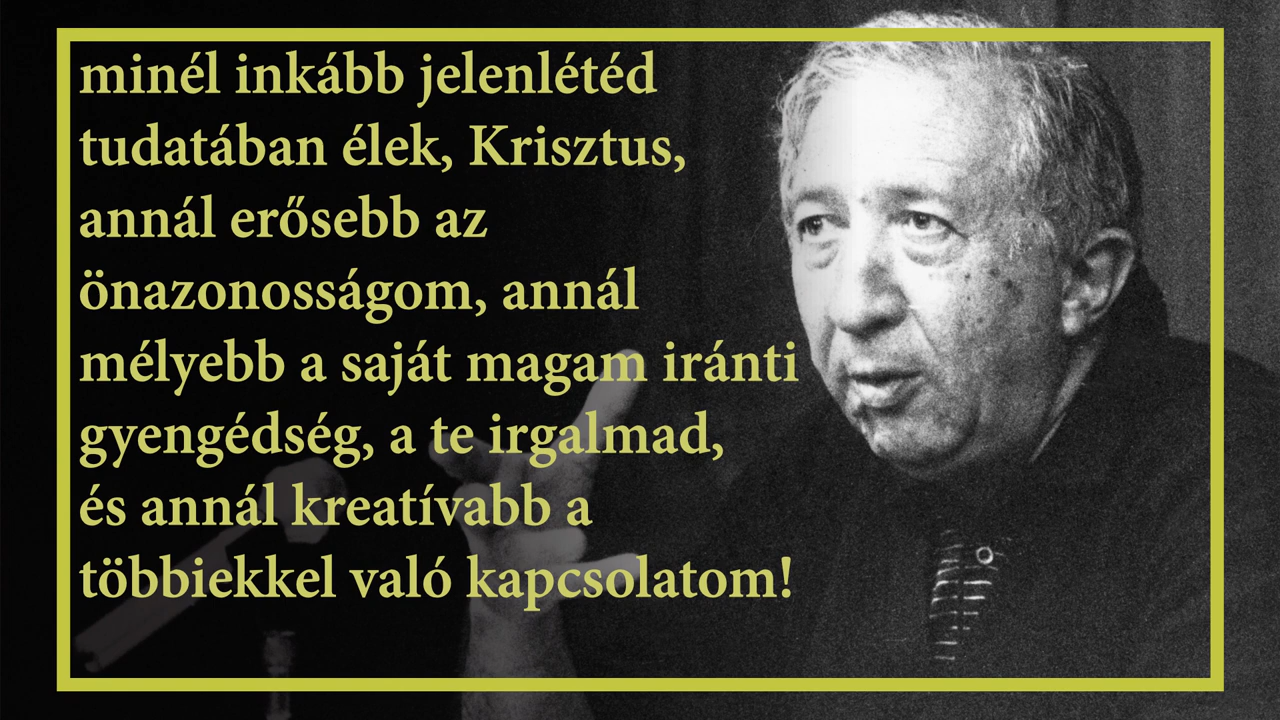 minél inkább jelenlétéd
tudatában élek, Krisztus,
annál erősebb az
önazonosságom, annál
mélyebb a saját magam iránti
gyengédség, a te irgalmad,
és annál kreatívabb a
többiekkel való kapcsolatom!